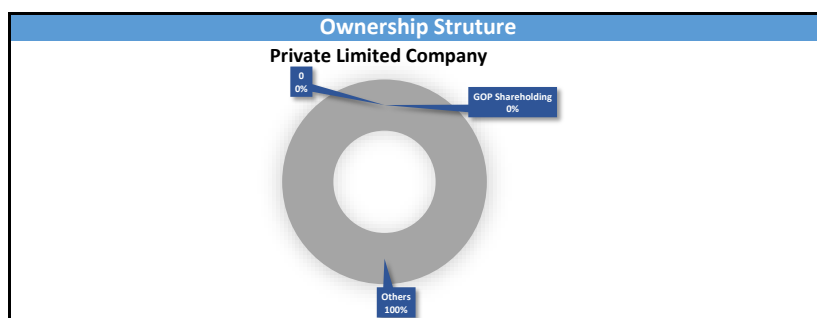 Ownership Struture
Private Limited Company
0
0%
GOP Shareholding
0%
Others
100%